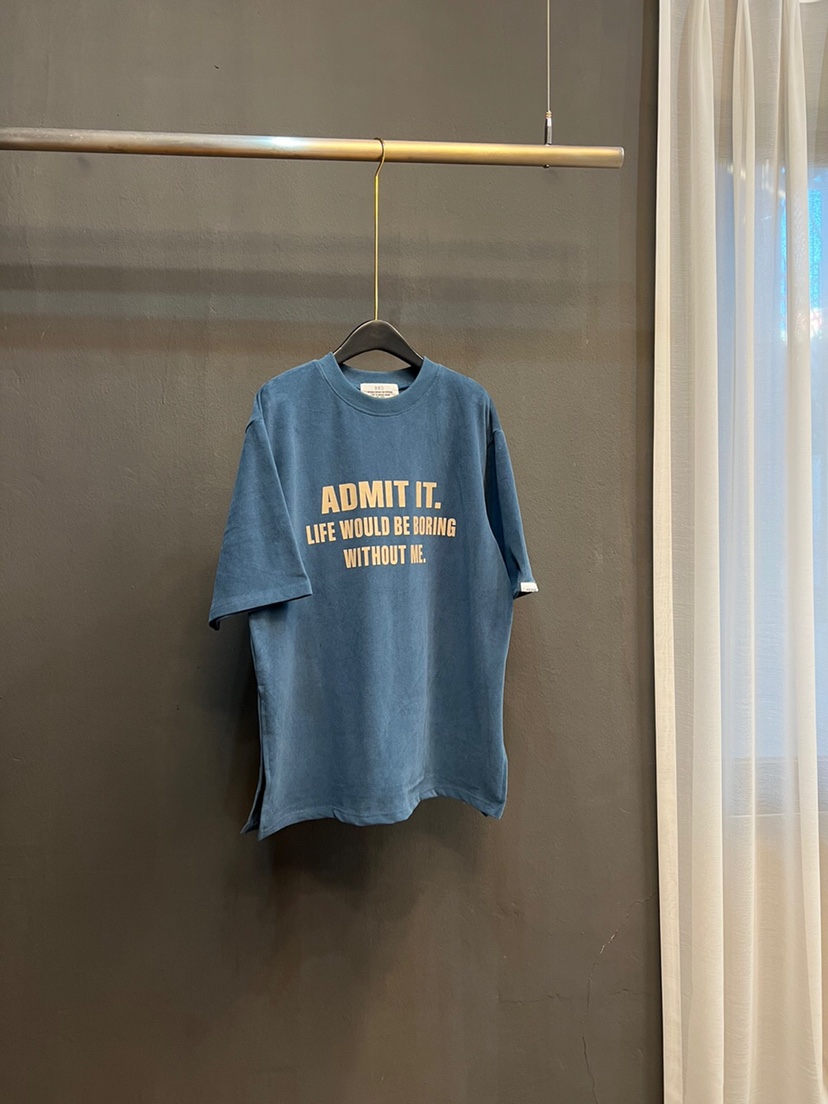 ADMIT IT.
LIFE WOULD BE BORING
WITHOUT ME.